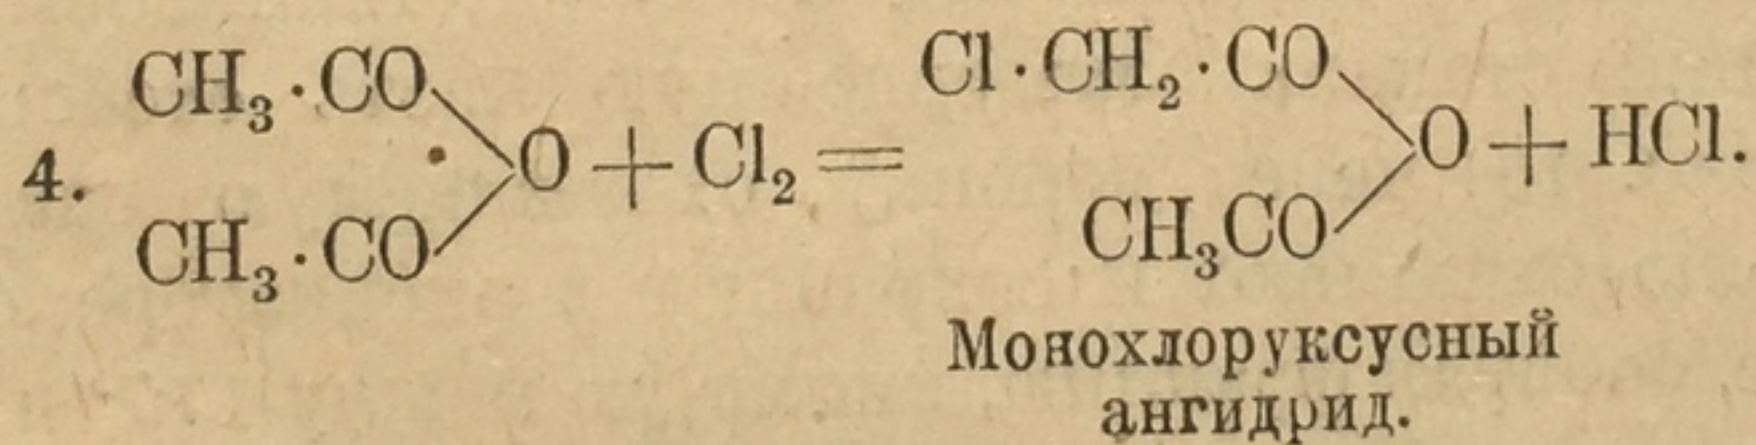 Cl·CH₂·CO
CH₃·CO
4. O + Cl₂ = O + HCl.
CH₃·CO
CH₃CO
Монохлоруксусный
ангидрид.